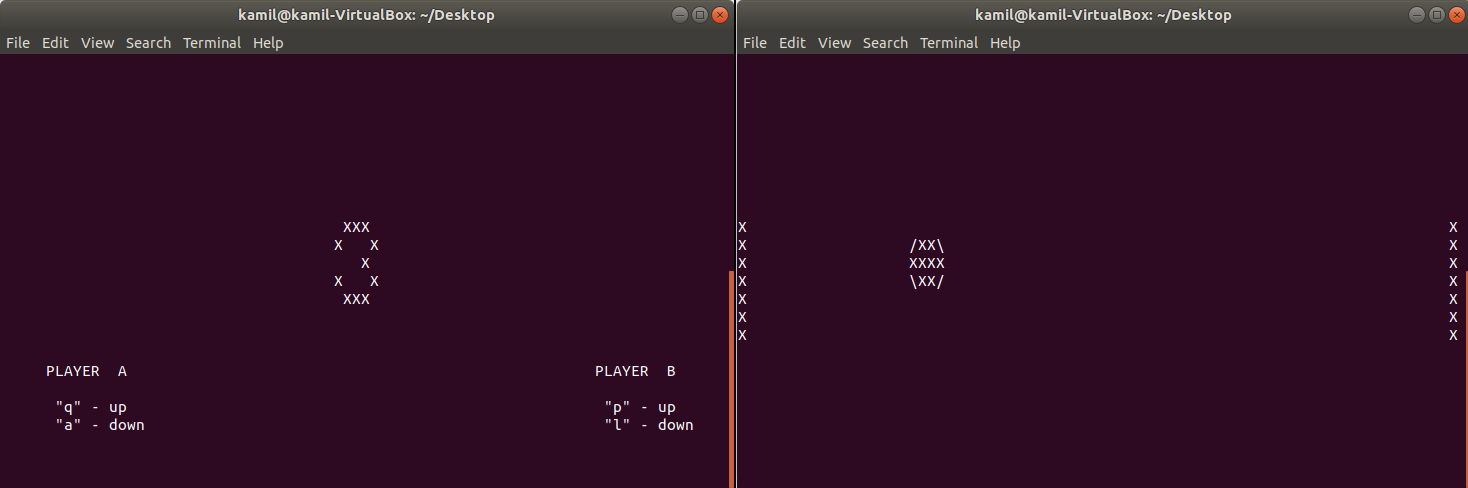 kamil@kamil-VirtualBox: ~/Desktop
File Edit View Search Terminal Help
 XXX
X   X
   X
X   X
 XXX
PLAYER  A                                                    PLAYER  B
"q" - up                                                     "p" - up
"a" - down                                                   "l" - down
kamil@kamil-VirtualBox: ~/Desktop
File Edit View Search Terminal Help
X                                                                              X
X                  /XX\                                                        X
X                  XXXX                                                        X
X                  \XX/                                                        X
X                                                                              X
X                                                                              X
X                                                                              X